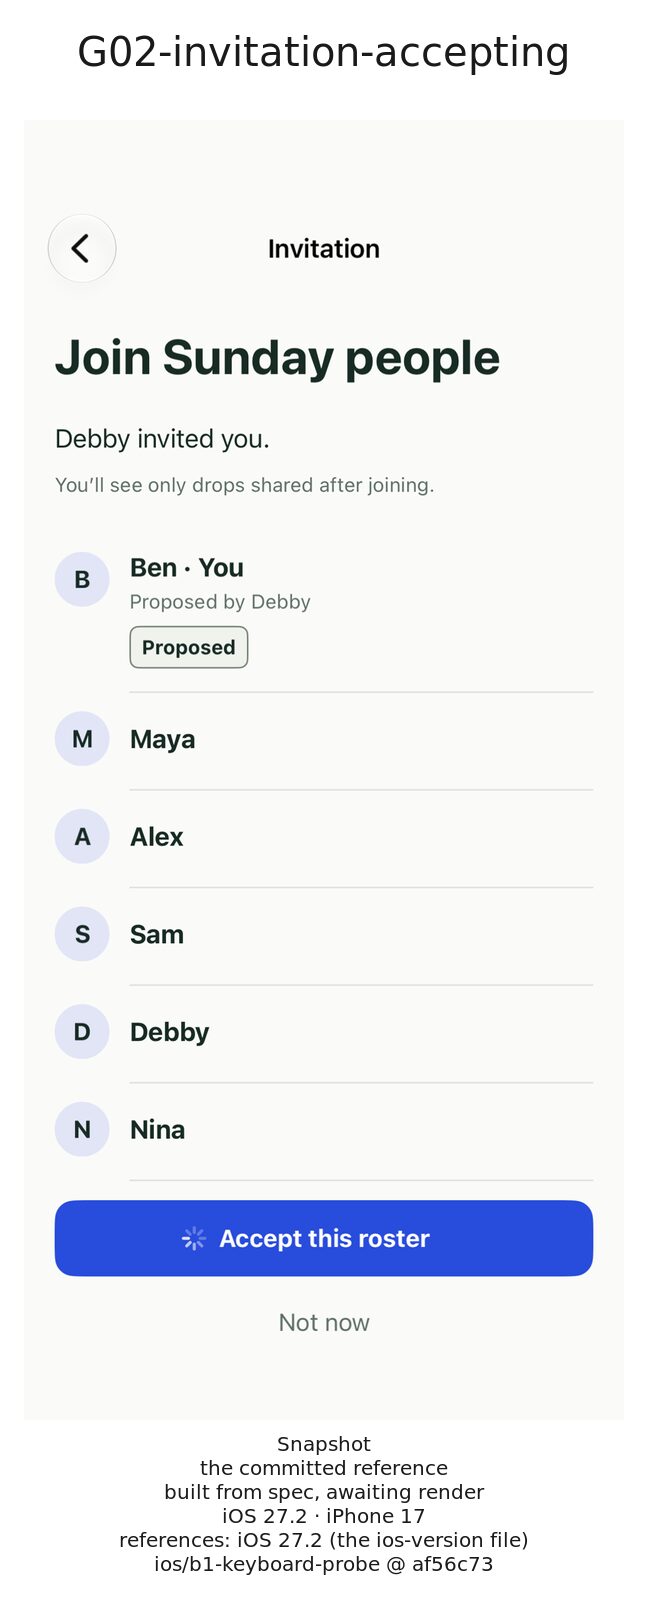 G02-invitation-accepting
Invitation
Join Sunday people
Debby invited you.
You’ll see only drops shared after joining.
B
Ben · You
Proposed by Debby
Proposed
M
Maya
A
Alex
S
Sam
D
Debby
N
Nina
Accept this roster
Not now
Snapshot
the committed reference
built from spec, awaiting render
iOS 27.2 · iPhone 17
references: iOS 27.2 (the ios-version file)
ios/b1-keyboard-probe @ af56c73